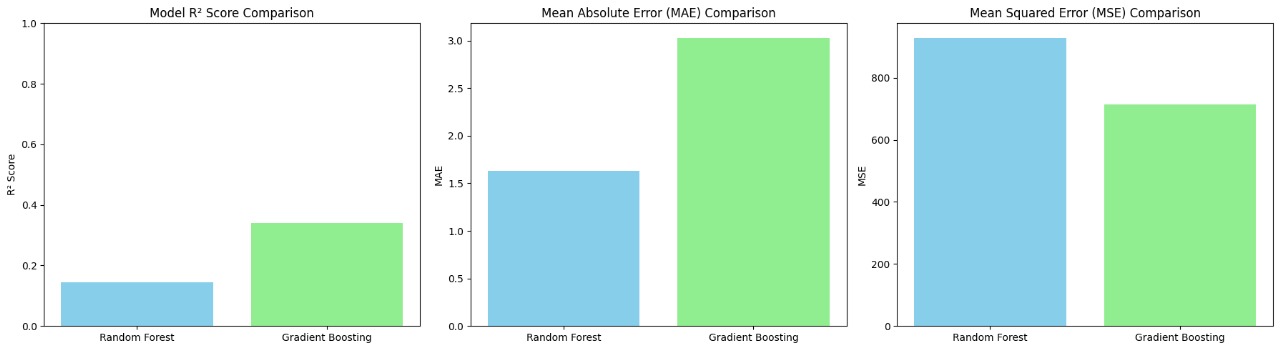 Model R² Score Comparison
R² Score
1.0
0.8
0.6
0.4
0.2
0.0
Random Forest
Gradient Boosting
Mean Absolute Error (MAE) Comparison
MAE
3.0
2.5
2.0
1.5
1.0
0.5
0.0
Random Forest
Gradient Boosting
Mean Squared Error (MSE) Comparison
MSE
800
600
400
200
0
Random Forest
Gradient Boosting